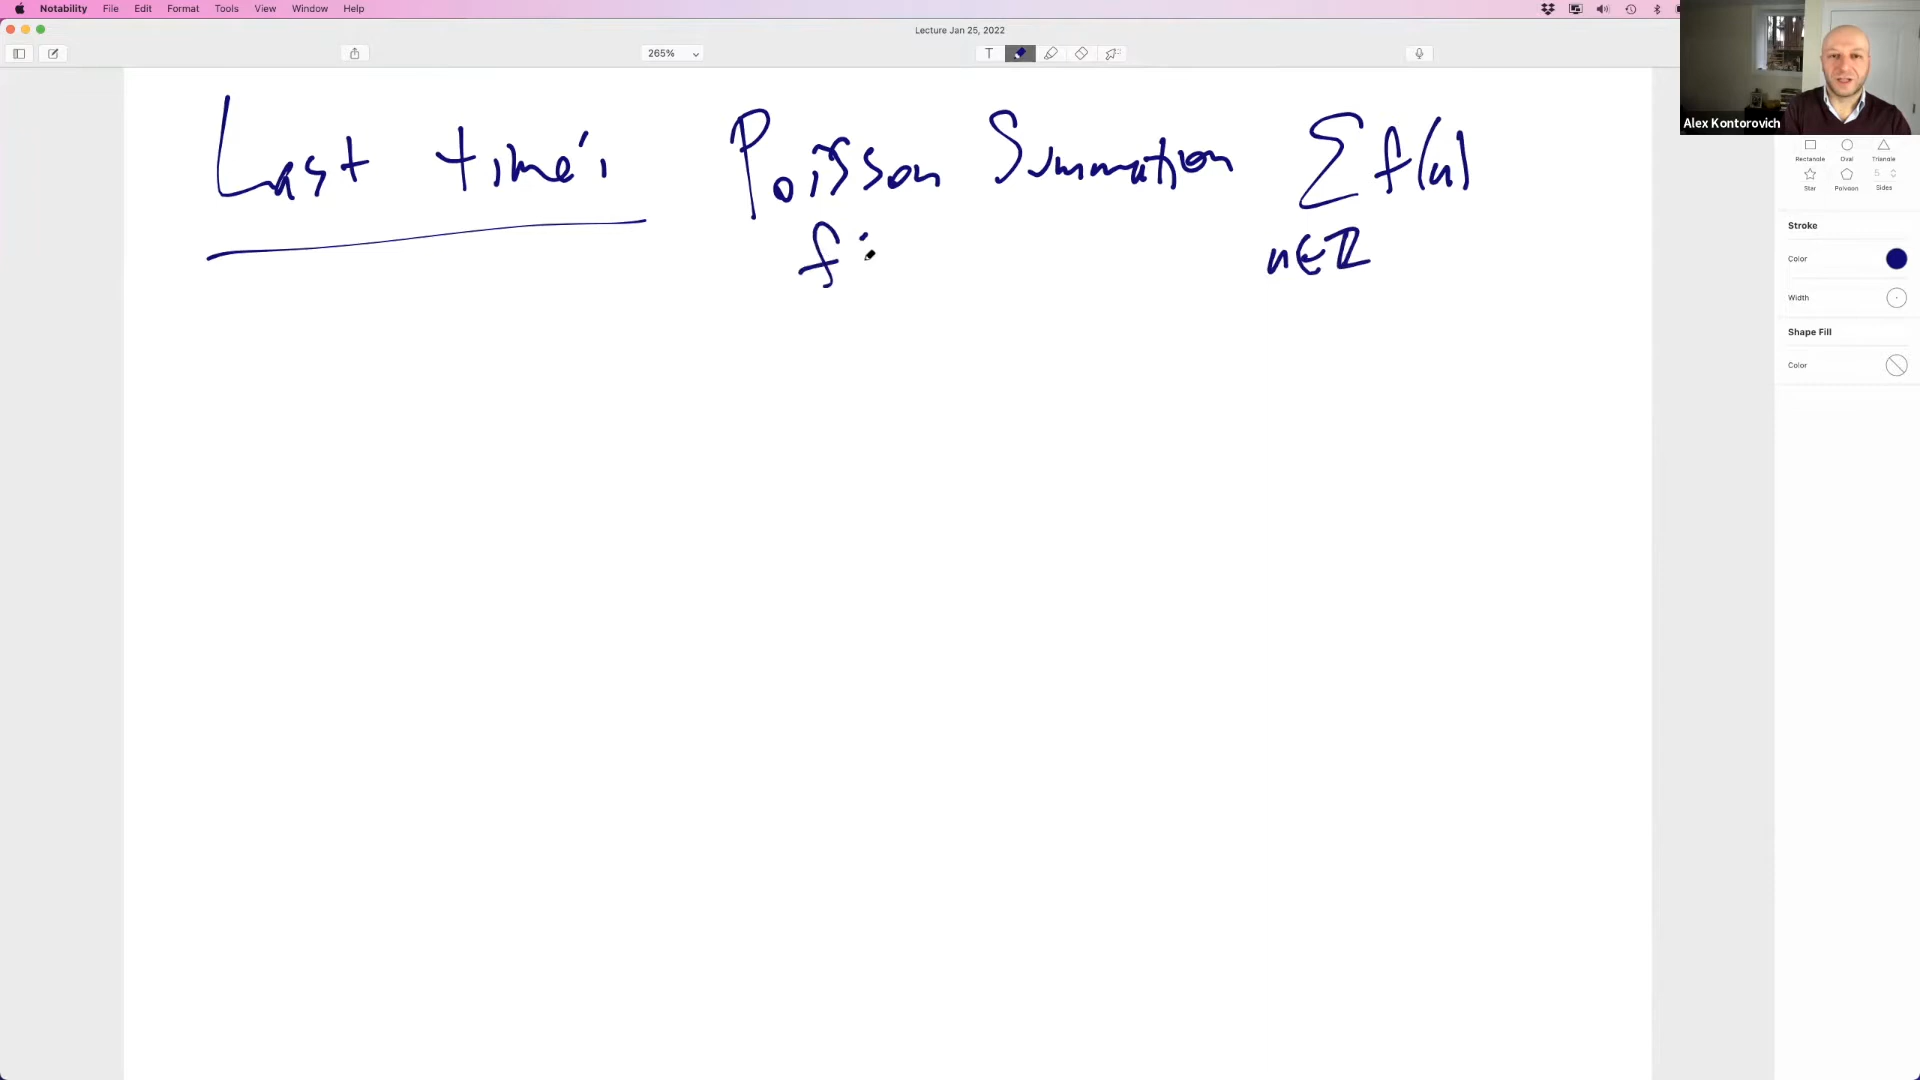 Notability File Edit Format Tools View Window Help
Lecture Jan 25, 2022
265%
T
Alex Kontorovich
Rectangle Oval Triangle
Star Polygon 5 Sides
Stroke
Color
Width
Shape Fill
Color
Last time: Poisson Summation ∑ f(n)
f : n∈ℤ